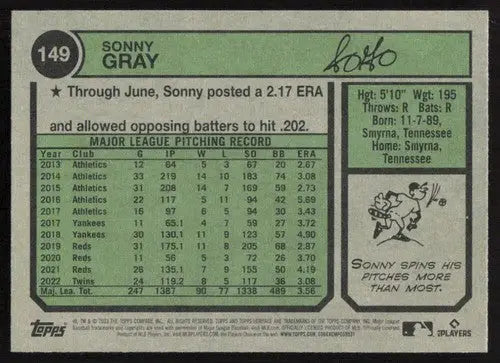 149
SONNY
GRAY
★ Through June, Sonny posted a 2.17 ERA
and allowed opposing batters to hit .202.
MAJOR LEAGUE PITCHING RECORD
Year Club G IP W L SO BB ERA
2013 Athletics 12 64 5 3 67 20 2.67
2014 Athletics 33 219 14 10 183 74 3.08
2015 Athletics 31 208 14 7 169 59 2.73
2016 Athletics 22 117 5 11 94 42 5.69
2017 Athletics 16 97 6 5 94 30 3.43
2017 Yankees 11 65.1 4 7 59 27 3.72
2018 Yankees 30 130.1 11 9 123 57 4.90
2019 Reds 31 175.1 11 8 205 68 2.87
2020 Reds 11 56 5 3 72 26 3.70
2021 Reds 26 135.1 7 9 155 50 4.19
2022 Twins 24 119.2 8 5 117 36 3.08
Maj. Lea. Tot. 247 1387 90 77 1338 489 3.56
Hgt: 5'10" Wgt: 195
Throws: R Bats: R
Born: 11-7-89,
Smyrna, Tennessee
Home: Smyrna,
Tennessee
SONNY SPINS HIS
PITCHES MORE
THAN MOST.
Topps
PLAYERS